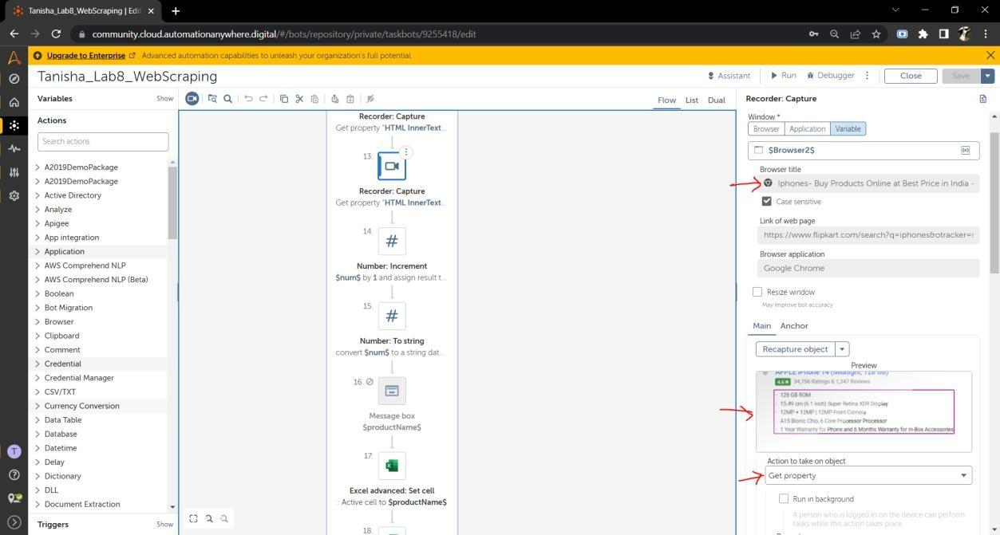 Tanisha_Lab8_WebScraping | Edit
community.cloud.automationanywhere.digital/#/bots/repository/private/taskbots/9255418/edit
Upgrade to Enterprise Advanced automation capabilities to unleash your organization's full potential.
Tanisha_Lab8_WebScraping
Assistant
Run
Debugger
Close
Save
Variables
Show
Actions
Search actions
A2019DemoPackage
A2019DemoPackage
Active Directory
Analyze
Apigee
App integration
Application
AWS Comprehend NLP
AWS Comprehend NLP (Beta)
Boolean
Bot Migration
Browser
Clipboard
Comment
Credential
Credential Manager
CSV/TXT
Currency Conversion
Data Table
Database
Datetime
Delay
Dictionary
DLL
Document Extraction
Triggers
Show
T
Flow
List
Dual
Recorder: Capture
Get property "HTML InnerText...
13.
Recorder: Capture
Get property "HTML InnerText...
14.
#
Number: Increment
$num$ by 1 and assign result t...
15.
#
Number: To string
convert $num$ to a string dat...
16.
Message box
$productName$
17.
Excel advanced: Set cell
: Active cell to $productName$
18.
Recorder: Capture
Window *
Browser
Application
Variable
$Browser2$
Browser title
Iphones- Buy Products Online at Best Price in India -
Case sensitive
Link of web page
https://www.flipkart.com/search?q=iphones&otracker=s
Browser application
Google Chrome
Resize window
May improve bot accuracy
Main
Anchor
Recapture object
Preview
APPLE iPhone 14 (Midnight, 128 GB)
4.6 34,756 Ratings & 1,347 Reviews
128 GB ROM
15.49 cm (6.1 inch) Super Retina XDR Display
12MP + 12MP | 12MP Front Camera
A15 Bionic Chip, 6 Core Processor Processor
1 Year Warranty for Phone and 6 Months Warranty for In-Box Accessories
Action to take on object
Get property
Run in background
A person who is logged in on the device can perform
tasks while this action takes place